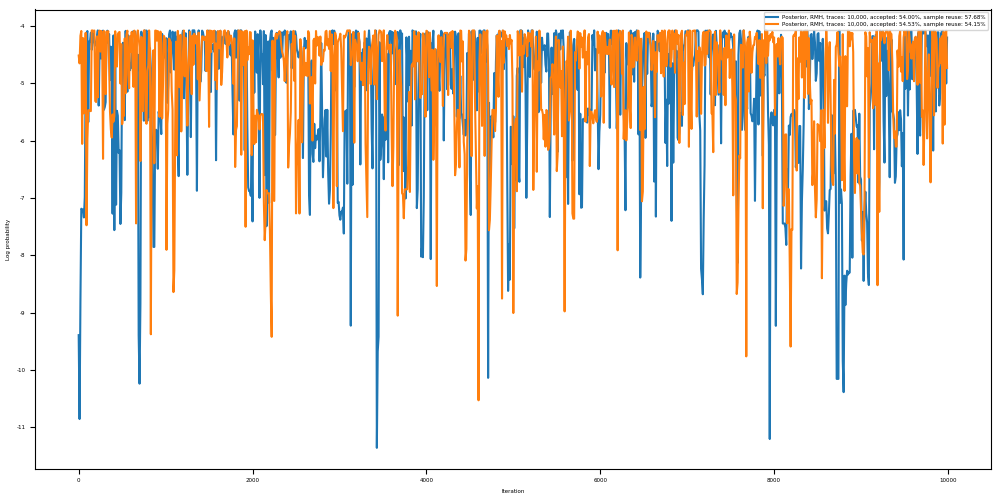 Posterior, RMH, traces: 10,000, accepted: 54.00%, sample reuse: 57.68%
Posterior, RMH, traces: 10,000, accepted: 54.53%, sample reuse: 54.15%
-4
-5
-6
-7
-8
-9
-10
-11
Log probability
0 2000 4000 6000 8000 10000
Iteration